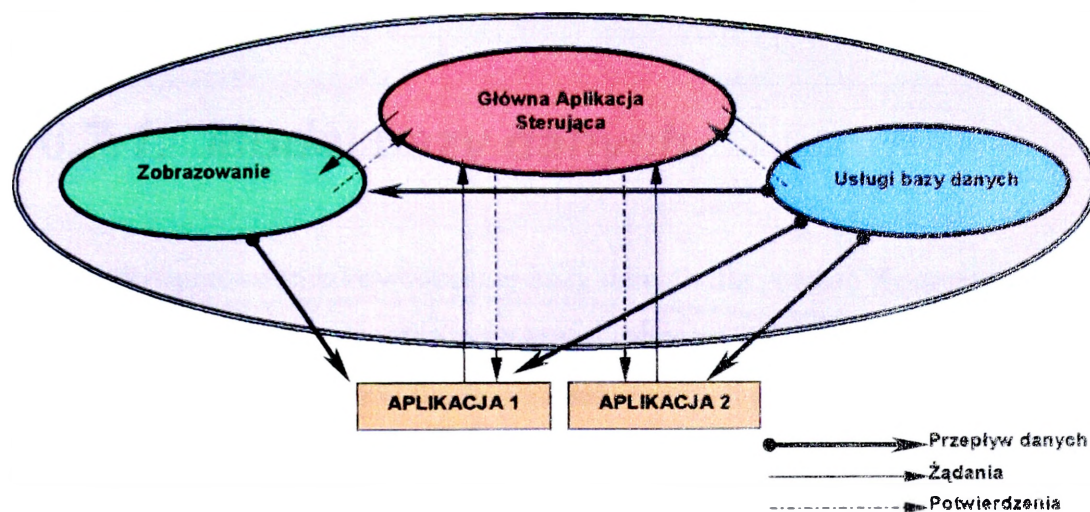 Główna Aplikacja
Sterująca
Zobrazowanie
Usługi bazy danych
APLIKACJA 1
APLIKACJA 2
Przepływ danych
Żądania
Potwierdzenia